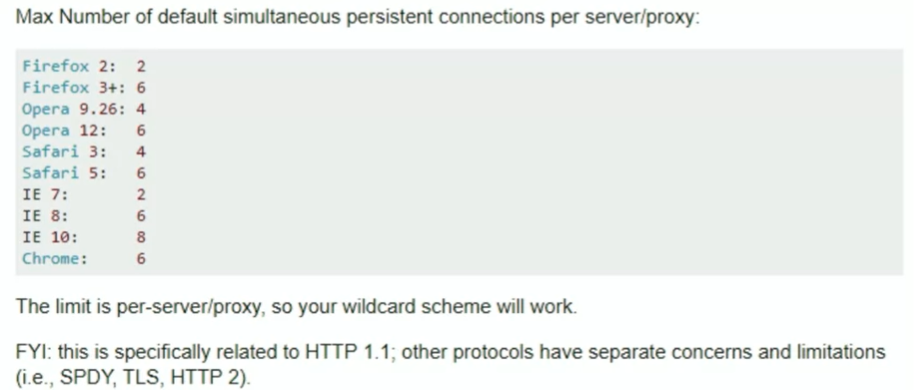 Max Number of default simultaneous persistent connections per server/proxy:
Firefox 2: 2
Firefox 3+: 6
Opera 9.26: 4
Opera 12: 6
Safari 3: 4
Safari 5: 6
IE 7: 2
IE 8: 6
IE 10: 8
Chrome: 6
The limit is per-server/proxy, so your wildcard scheme will work.
FYI: this is specifically related to HTTP 1.1; other protocols have separate concerns and limitations
(i.e., SPDY, TLS, HTTP 2).